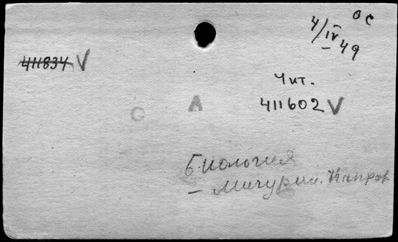 4/IV-49 ОС
411834 V
Чит.
411602 V
G A
Биология
– Мичурин. Направ